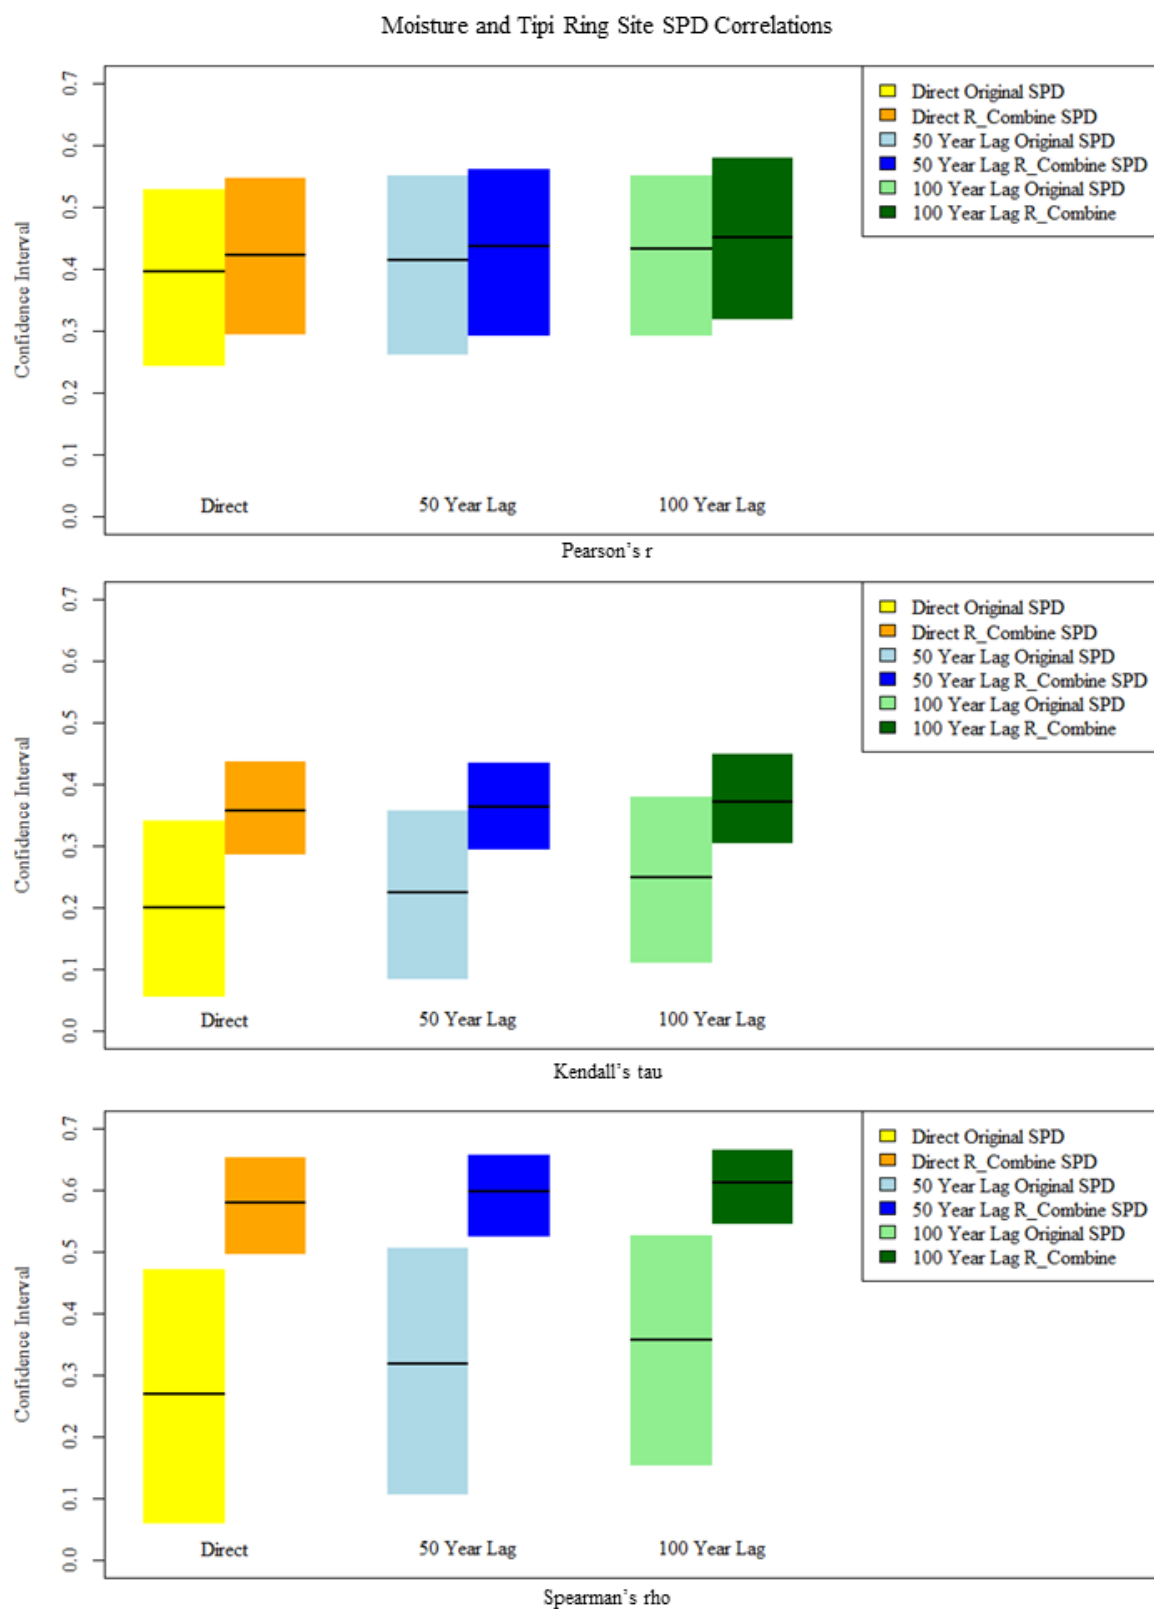 Moisture and Tipi Ring Site SPD Correlations
Confidence Interval
0.7
0.6
0.5
0.4
0.3
0.2
0.1
0.0
Direct
50 Year Lag
100 Year Lag
Direct Original SPD
Direct R_Combine SPD
50 Year Lag Original SPD
50 Year Lag R_Combine SPD
100 Year Lag Original SPD
100 Year Lag R_Combine
Pearson's r
Confidence Interval
0.7
0.6
0.5
0.4
0.3
0.2
0.1
0.0
Direct
50 Year Lag
100 Year Lag
Direct Original SPD
Direct R_Combine SPD
50 Year Lag Original SPD
50 Year Lag R_Combine SPD
100 Year Lag Original SPD
100 Year Lag R_Combine
Kendall's tau
Confidence Interval
0.7
0.6
0.5
0.4
0.3
0.2
0.1
0.0
Direct
50 Year Lag
100 Year Lag
Direct Original SPD
Direct R_Combine SPD
50 Year Lag Original SPD
50 Year Lag R_Combine SPD
100 Year Lag Original SPD
100 Year Lag R_Combine
Spearman's rho